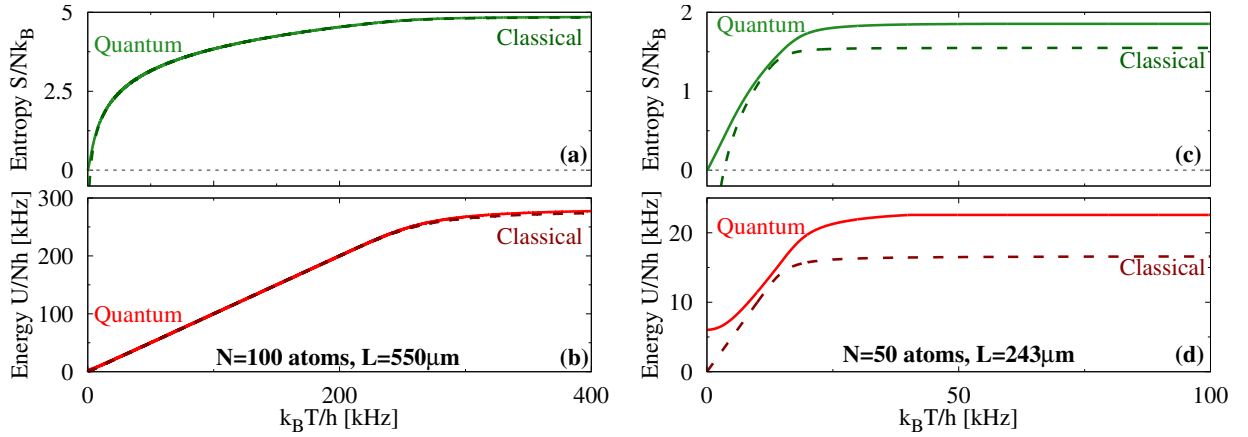 Entropy S/Nk_B
5
2.5
0
Quantum
Classical
(a)
Energy U/Nh [kHz]
300
200
100
0
Quantum
Classical
N=100 atoms, L=550μm
(b)
0
200
400
k_BT/h [kHz]
Entropy S/Nk_B
2
1
0
Quantum
Classical
(c)
Energy U/Nh [kHz]
20
10
0
Quantum
Classical
N=50 atoms, L=243μm
(d)
0
50
100
k_BT/h [kHz]